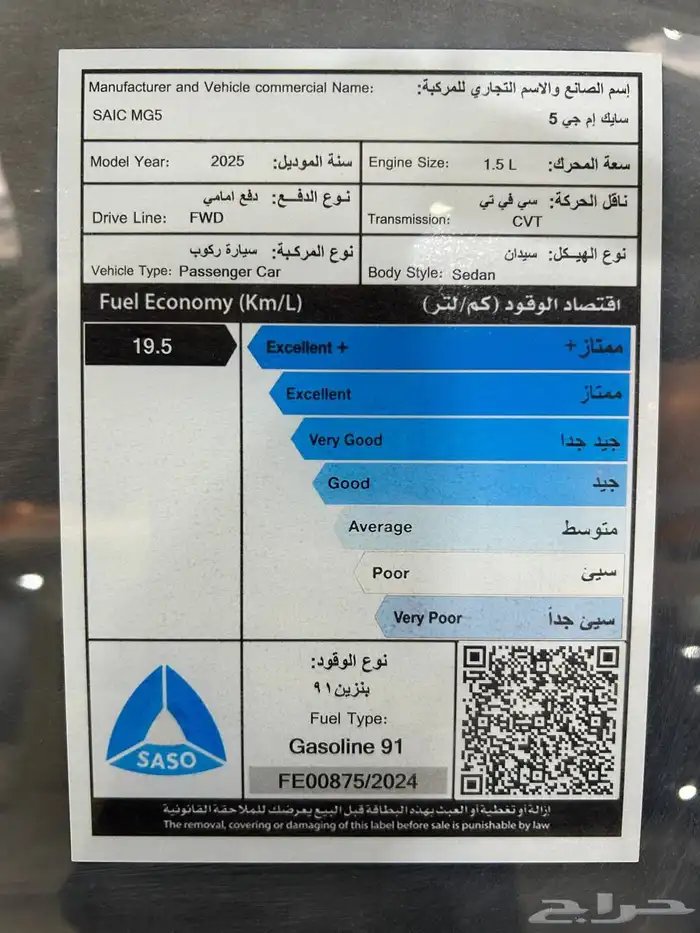 Manufacturer and Vehicle commercial Name: إسم الصانع والاسم التجاري للمركبة:
SAIC MG5 سايك إم جي 5
Model Year: 2025 سنة الموديل:
Engine Size: 1.5 L سعة المحرك:
نوع الدفع: دفع امامي
Drive Line: FWD
ناقل الحركة: سي في تي
Transmission: CVT
نوع المركبة: سيارة ركوب
Vehicle Type: Passenger Car
نوع الهيكل: سيدان
Body Style: Sedan
Fuel Economy (Km/L) اقتصاد الوقود (كم/لتر)
19.5
Excellent + ممتاز+
Excellent ممتاز
Very Good جيد جدا
Good جيد
Average متوسط
Poor سيئ
Very Poor سيئ جداً
SASO
نوع الوقود:
بنزين ٩١
Fuel Type:
Gasoline 91
FE00875/2024
إزالة أو تغطية أو العبث بهذه البطاقة قبل البيع يعرضك للملاحقة القانونية
The removal, covering or damaging of this label before sale is punishable by law
حراج